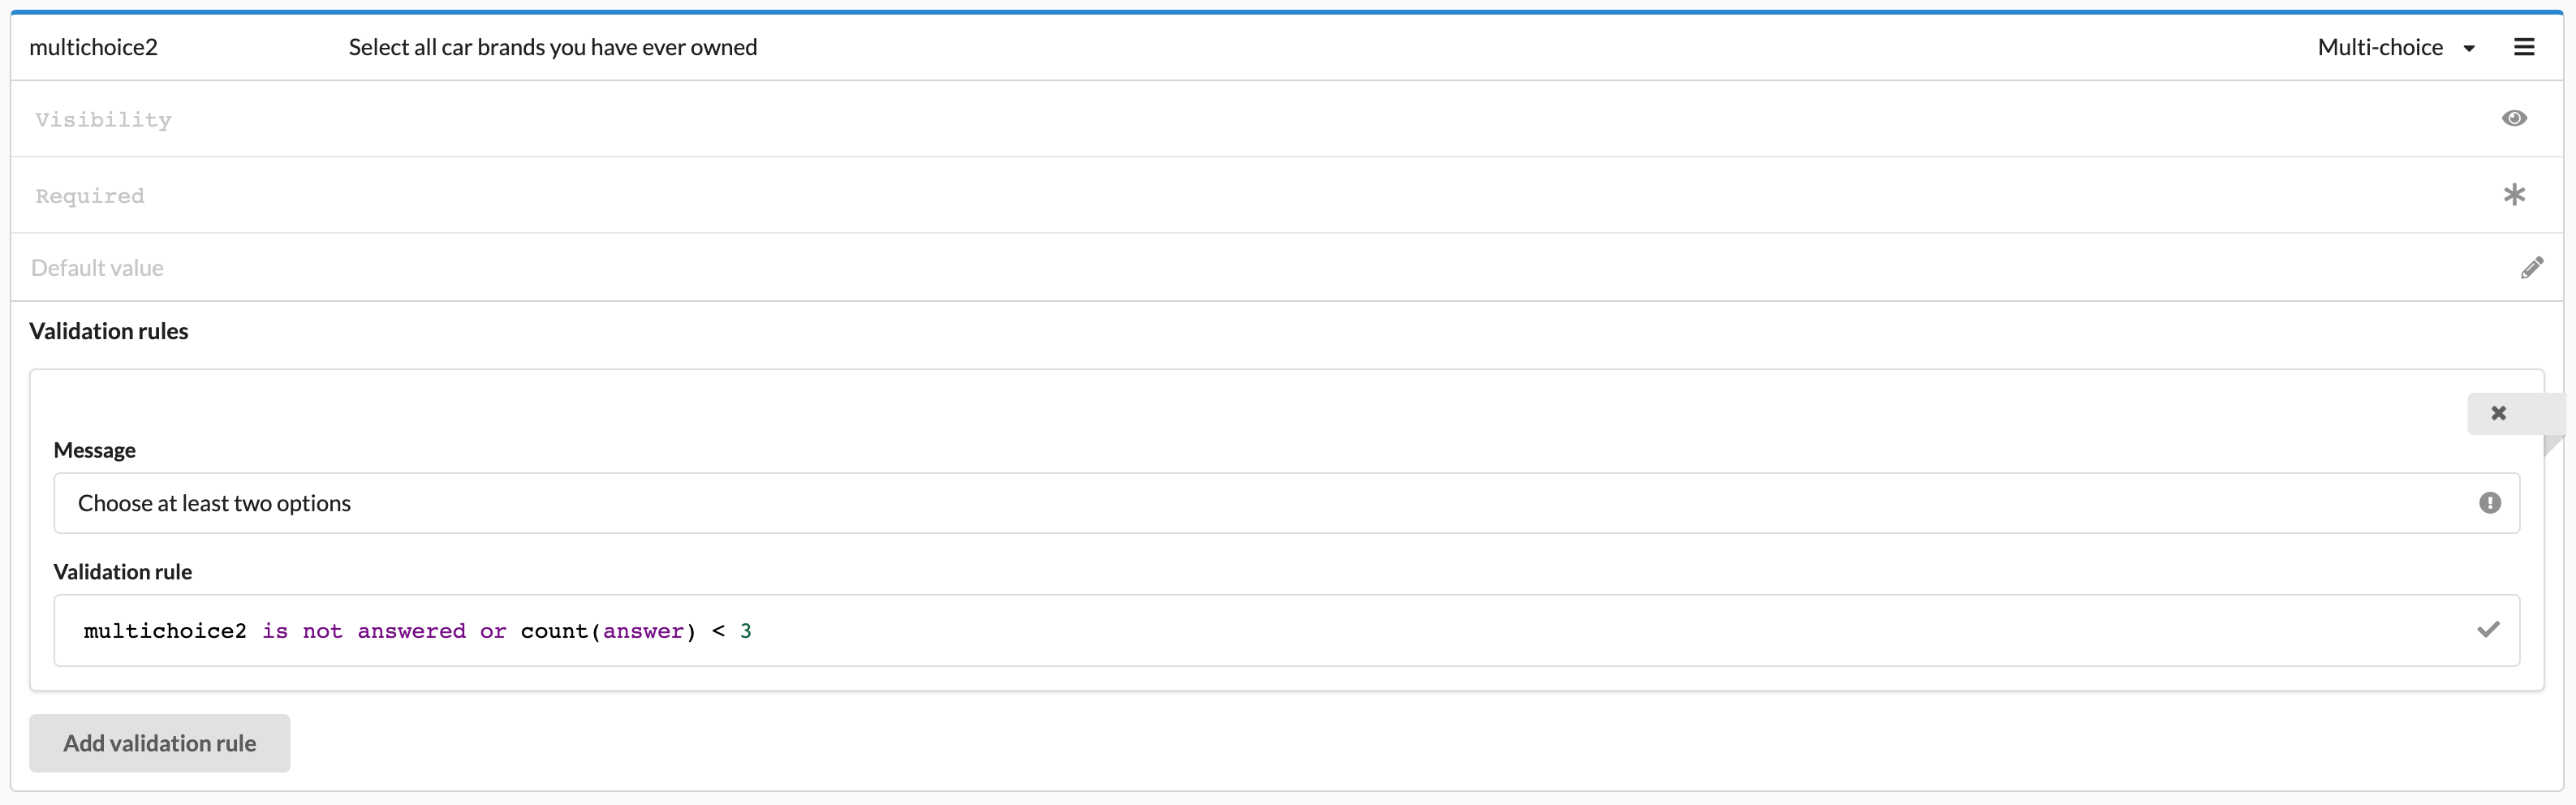 multichoice2 Select all car brands you have ever owned Multi-choice
Visibility
Required
Default value
Validation rules
Message
Choose at least two options
Validation rule
multichoice2 is not answered or count(answer) < 3
Add validation rule